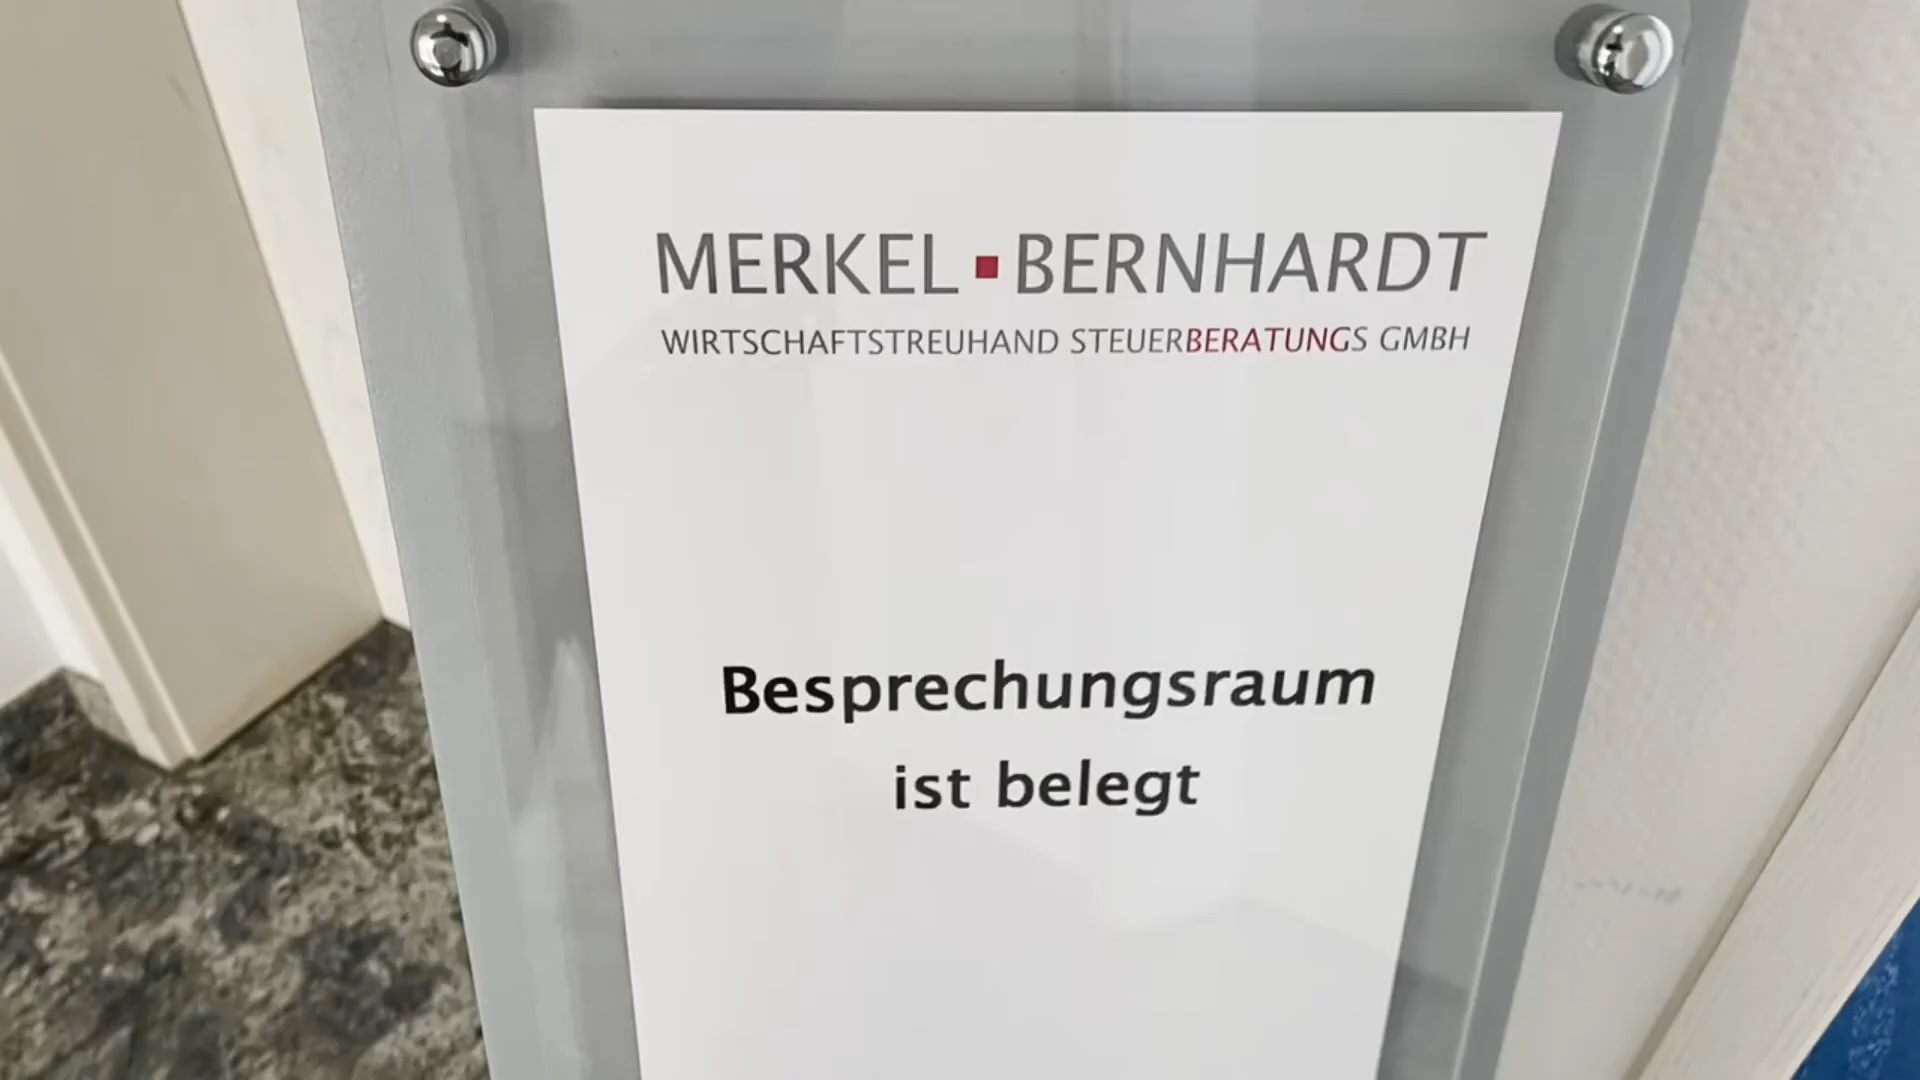 MERKEL▪BERNHARDT
WIRTSCHAFTSTREUHAND STEUERBERATUNGS GMBH
Besprechungsraum
ist belegt